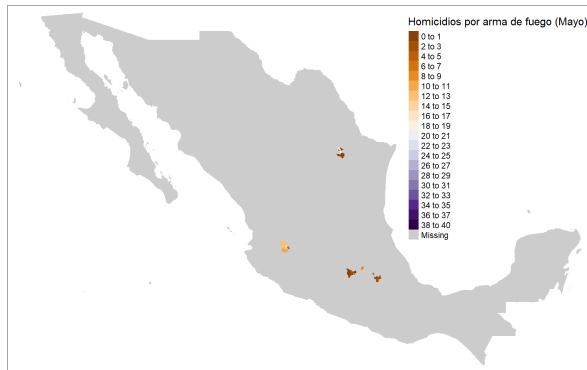 Homicidios por arma de fuego (Mayo)
0 to 1
2 to 3
4 to 5
6 to 7
8 to 9
10 to 11
12 to 13
14 to 15
16 to 17
18 to 19
20 to 21
22 to 23
24 to 25
26 to 27
28 to 29
30 to 31
32 to 33
34 to 35
36 to 37
38 to 40
Missing